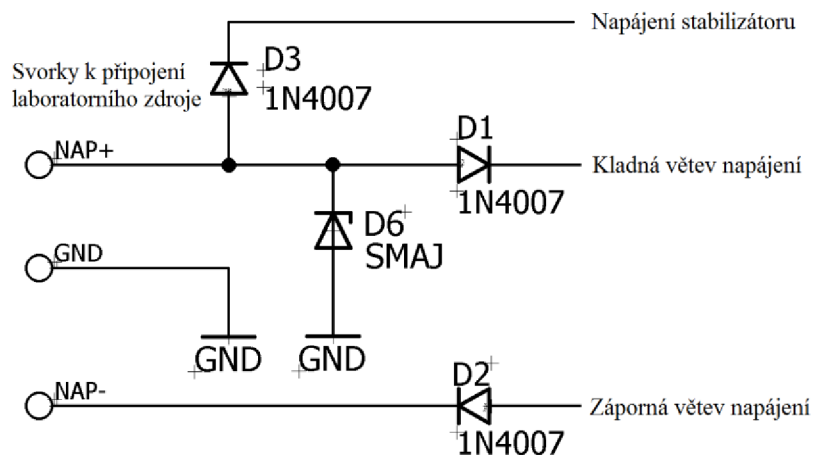 Napájení stabilizátoru
D3
1N4007
Svorky k připojení
laboratorního zdroje
NAP+
D1
1N4007
Kladná větev napájení
D6
SMAJ
GND
GND
GND
NAP-
D2
1N4007
Záporná větev napájení